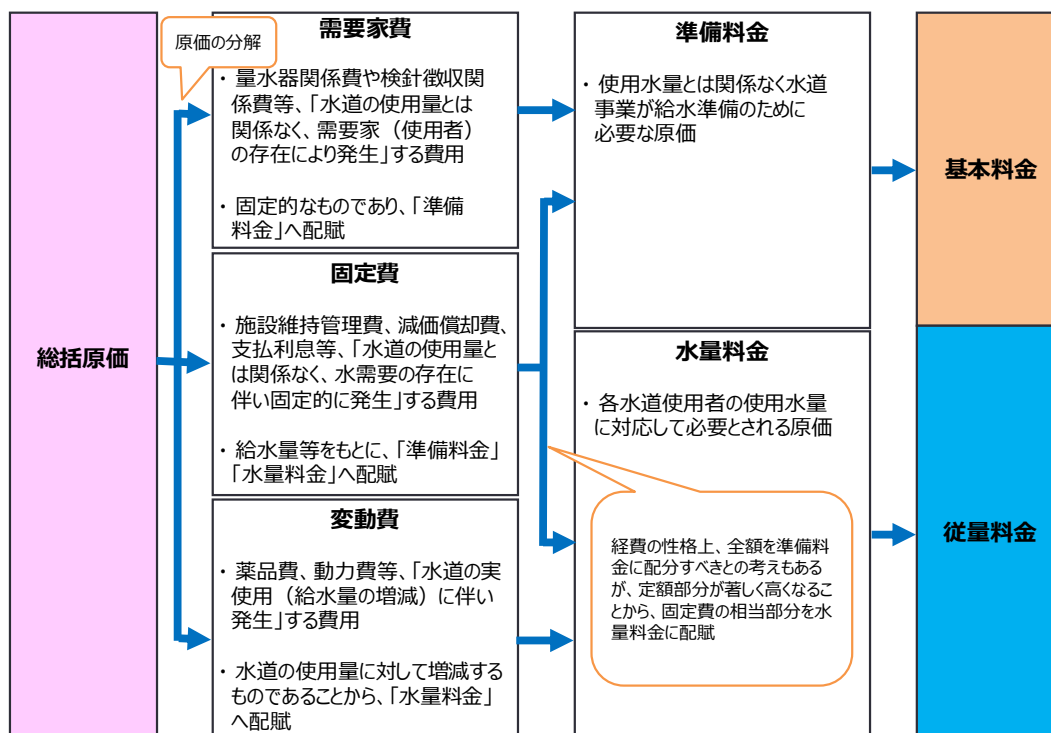 総括原価
原価の分解
需要家費
・ 量水器関係費や検針徴収関
係費等、「水道の使用量とは
関係なく、需要家（使用者）
の存在により発生」する費用
・ 固定的なものであり、「準備
料金」へ配賦
固定費
・ 施設維持管理費、減価償却費、
支払利息等、「水道の使用量と
は関係なく、水需要の存在に
伴い固定的に発生」する費用
・ 給水量等をもとに、「準備料金」
「水量料金」へ配賦
変動費
・ 薬品費、動力費等、「水道の実
使用（給水量の増減）に伴い
発生」する費用
・ 水道の使用量に対して増減する
ものであることから、「水量料金」
へ配賦
準備料金
・ 使用水量とは関係なく水道
事業が給水準備のために
必要な原価
水量料金
・ 各水道使用者の使用水量
に対応して必要とされる原価
経費の性格上、全額を準備料
金に配分すべきとの考えもある
が、定額部分が著しく高くなるこ
とから、固定費の相当部分を水
量料金に配賦
基本料金
従量料金